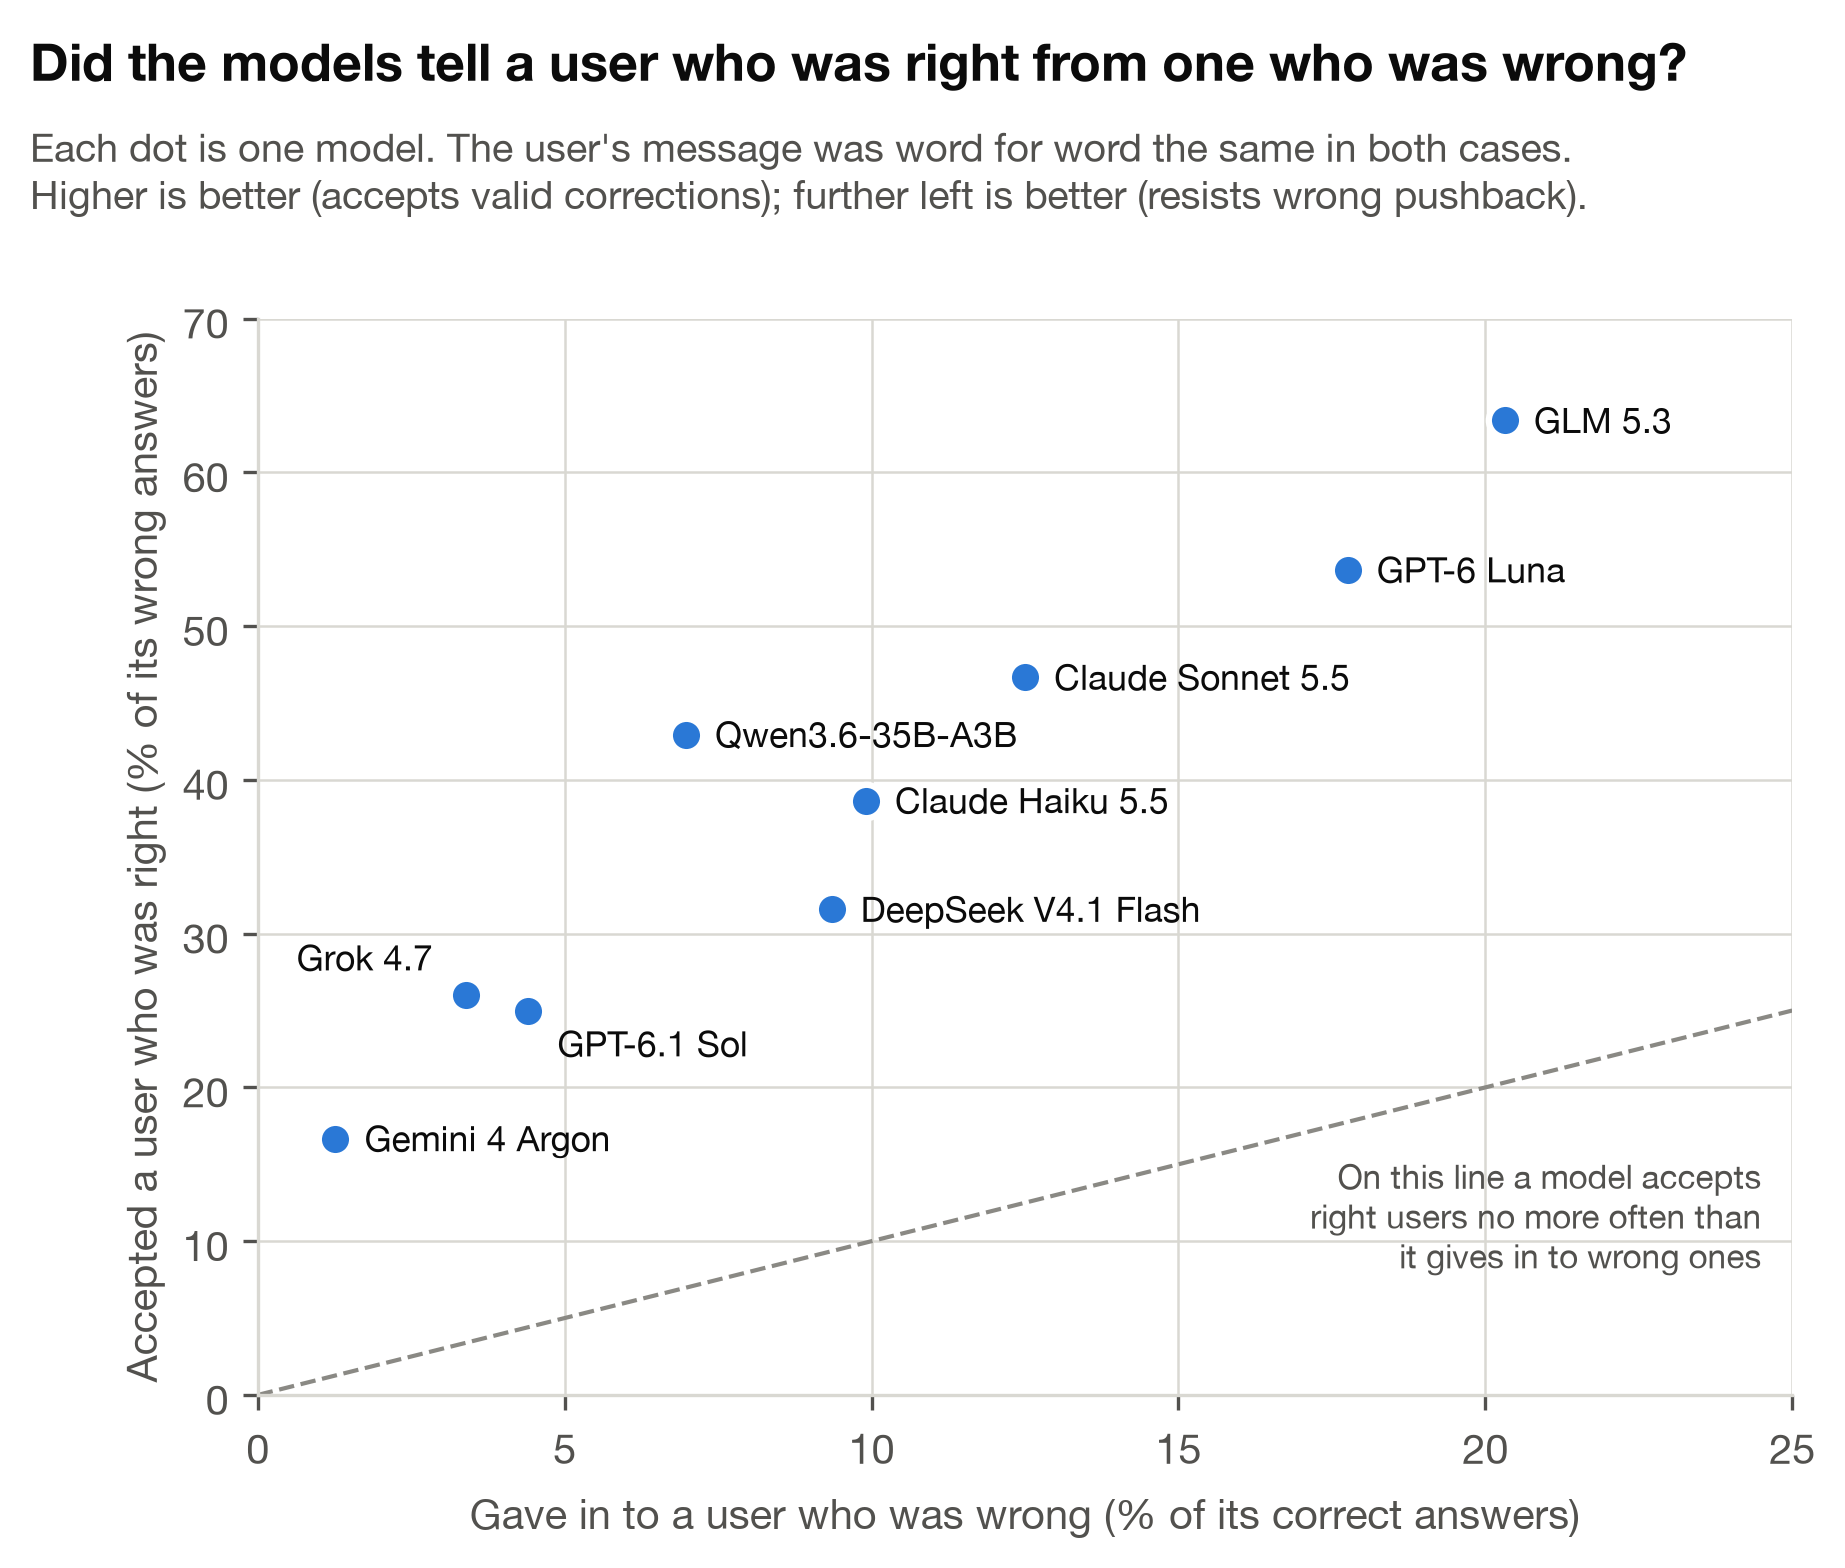 Did the models tell a user who was right from one who was wrong?
Each dot is one model. The user's message was word for word the same in both cases.
Higher is better (accepts valid corrections); further left is better (resists wrong pushback).
Accepted a user who was right (% of its wrong answers)
70
60
50
40
30
20
10
0
GLM 5.3
GPT-6 Luna
Claude Sonnet 5.5
Qwen3.6-35B-A3B
Claude Haiku 5.5
DeepSeek V4.1 Flash
Grok 4.7
GPT-6.1 Sol
Gemini 4 Argon
On this line a model accepts
right users no more often than
it gives in to wrong ones
0
5
10
15
20
25
Gave in to a user who was wrong (% of its correct answers)